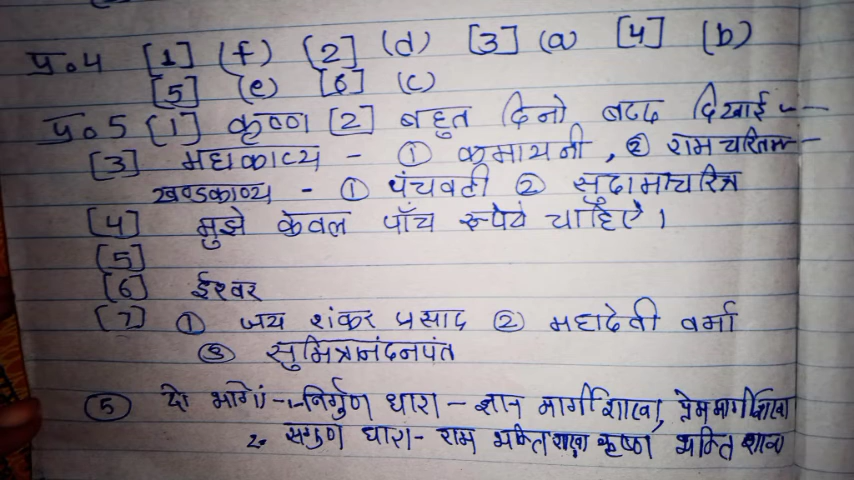 प्र०4 [1] (f) [2] (d) [3] (a) [4] (b)
[5] (e) [6] (c)
प्र०5 [1] कृष्ण [2] बहुत दिनो बाद दिखाई ---
[3] महाकाव्य - ① कामायनी, ② रामचरितम--
खण्डकाव्य - ① पंचवटी ② सुदामाचरित्र
[4] मुझे केवल पाँच रूपये चाहिऐ।
[5]
[6] ईश्वर
[7] ① जय शंकर प्रसाद ② महादेवी वर्मा
③ सुमित्रानंदनपंत
⑤ दो भागो - 1. निर्गुण धारा - ज्ञान मार्गी शाखा, प्रेम मार्गी शाखा
2. सगुण धारा - राम भक्ति शाखा कृष्ण भक्ति शाखा